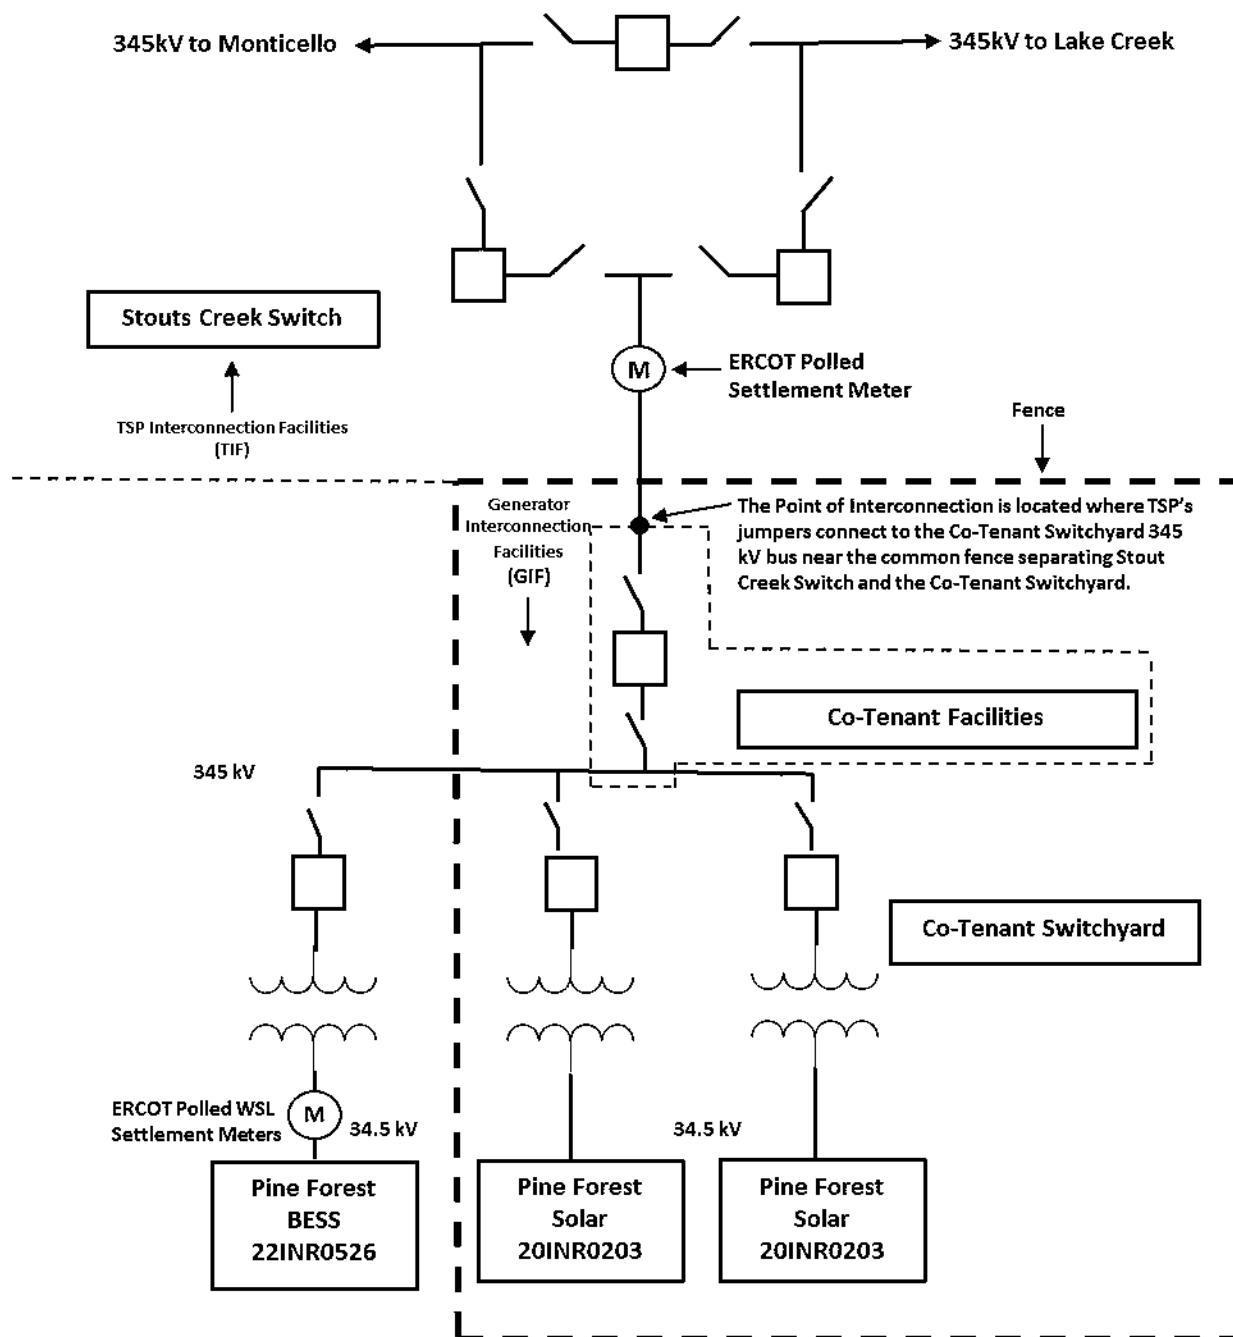 345kV to Monticello
345kV to Lake Creek
Stouts Creek Switch
TSP Interconnection Facilities
(TIF)
M
ERCOT Polled
Settlement Meter
Fence
Generator
Interconnection
Facilities
(GIF)
The Point of Interconnection is located where TSP's
jumpers connect to the Co-Tenant Switchyard 345
kV bus near the common fence separating Stout
Creek Switch and the Co-Tenant Switchyard.
Co-Tenant Facilities
345 kV
Co-Tenant Switchyard
ERCOT Polled WSL
Settlement Meters
M
34.5 kV
34.5 kV
Pine Forest
BESS
22INR0526
Pine Forest
Solar
20INR0203
Pine Forest
Solar
20INR0203